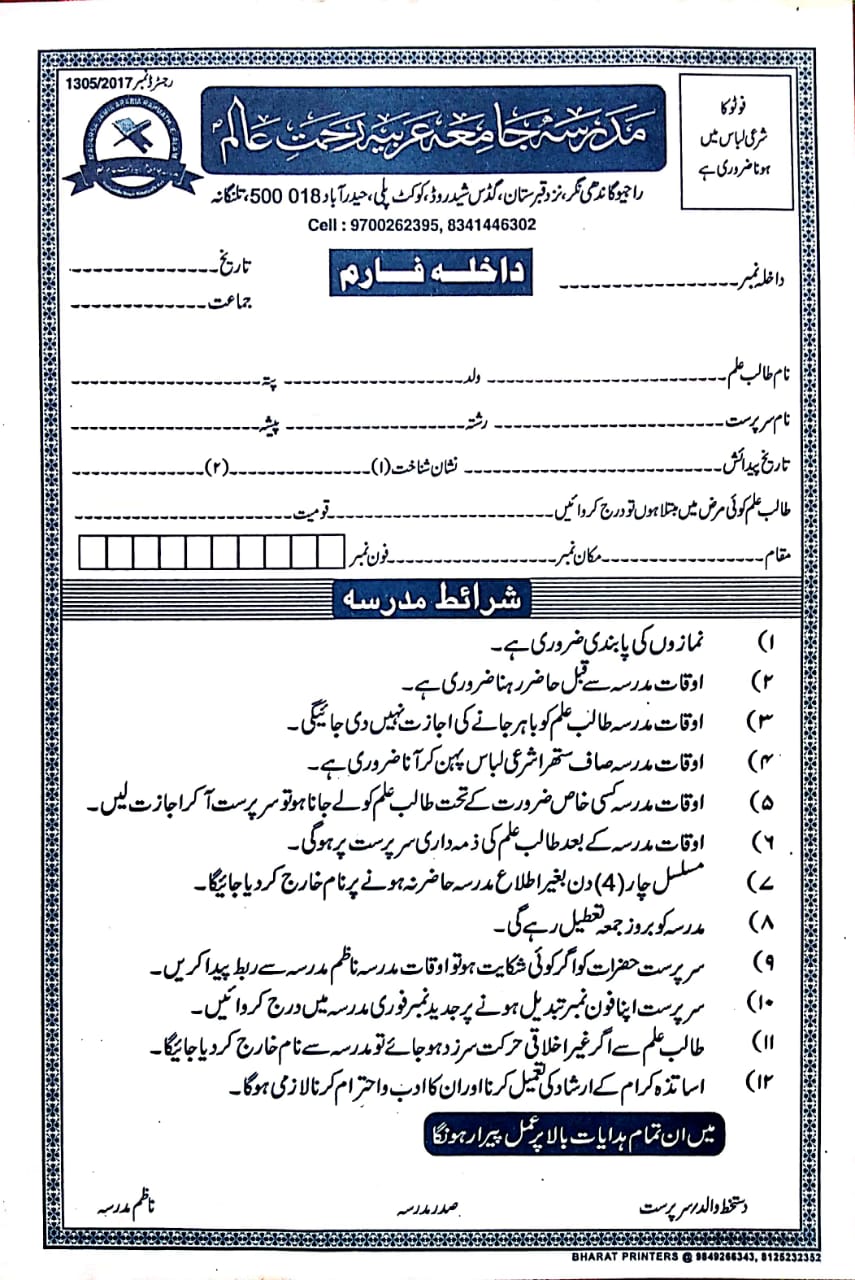 رجسٹرڈ نمبر 1305/2017
مدرسہ جامعہ عربیہ رحمتِ عالمؐ
فوٹو کا
شرعی لباس میں
ہونا ضروری ہے
راجیو گاندھی نگر، نزد قبرستان، گڈس شیڈ روڈ، کوکٹ پلی، حیدرآباد 018 500، تلنگانہ
Cell : 9700262395, 8341446302
داخلہ فارم
داخلہ نمبر
تاریخ
جماعت
نام طالب علم ولد پتہ
نام سرپرست رشتہ پیشہ
تاریخ پیدائش نشان شناخت (۱) (۲)
طالب علم کوئی مرض میں مبتلا ہوں تو درج کروائیں قومیت
مقام مکان نمبر فون نمبر
شرائط مدرسہ
۱) نمازوں کی پابندی ضروری ہے۔
۲) اوقات مدرسہ سے قبل حاضر رہنا ضروری ہے۔
۳) اوقات مدرسہ طالب علم کو باہر جانے کی اجازت نہیں دی جائیگی۔
۴) اوقات مدرسہ صاف ستھرا شرعی لباس پہن کر آنا ضروری ہے۔
۵) اوقات مدرسہ کسی خاص ضرورت کے تحت طالب علم کو لے جانا ہو تو سرپرست آ کر اجازت لیں۔
۶) اوقات مدرسہ کے بعد طالب علم کی ذمہ داری سرپرست پر ہوگی۔
۷) مسلسل چار (4) دن بغیر اطلاع مدرسہ حاضر نہ ہونے پر نام خارج کردیا جائیگا۔
۸) مدرسہ کو بروز جمعہ تعطیل رہے گی۔
۹) سرپرست حضرات کو اگر کوئی شکایت ہو تو اوقات مدرسہ ناظم مدرسہ سے ربط پیدا کریں۔
۱۰) سرپرست اپنا فون نمبر تبدیل ہونے پر جدید نمبر فوری مدرسہ میں درج کروائیں۔
۱۱) طالب علم سے اگر غیر اخلاقی حرکت سرزد ہوجائے تو مدرسہ سے نام خارج کردیا جائیگا۔
۱۲) اساتذہ کرام کے ارشاد کی تعمیل کرنا اور ان کا ادب و احترام کرنا لازمی ہوگا۔
میں ان تمام ہدایات بالا پر عمل پیرا رہونگا
دستخط والد/سرپرست صدر مدرسہ ناظم مدرسہ
BHARAT PRINTERS @ 9849266343, 8125232352